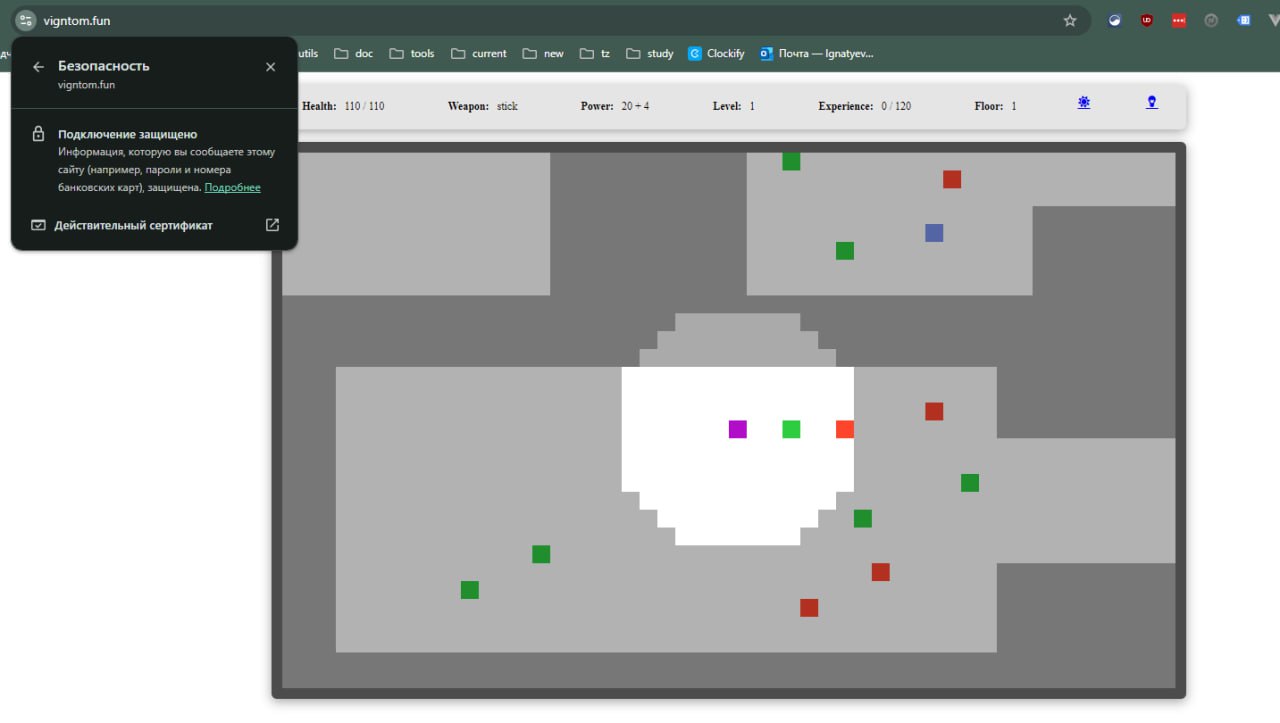 vigntom.fun
utils doc tools current new tz study Clockify Почта — Ignatyev...
Безопасность
vigntom.fun
Подключение защищено
Информация, которую вы сообщаете этому
сайту (например, пароли и номера
банковских карт), защищена. Подробнее
Действительный сертификат
Health: 110 / 110 Weapon: stick Power: 20 + 4 Level: 1 Experience: 0 / 120 Floor: 1